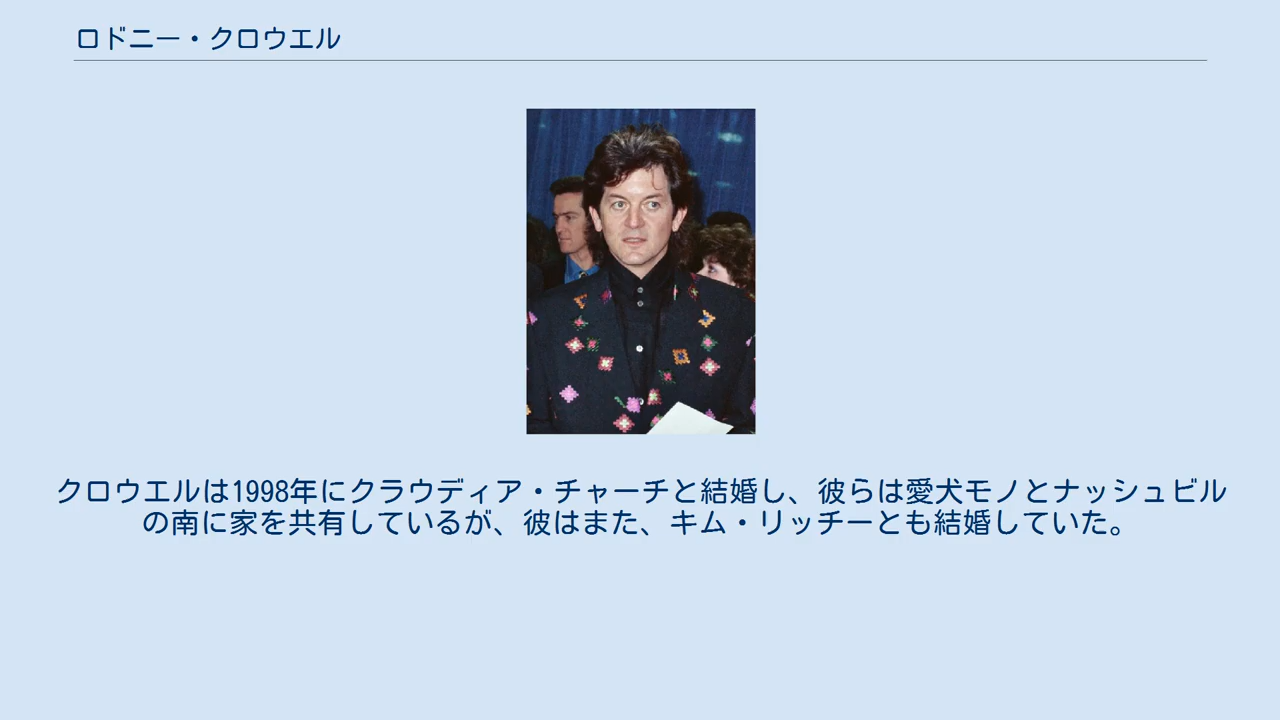 ロドニー・クロウエル
クロウエルは1998年にクラウディア・チャーチと結婚し、彼らは愛犬モノとナッシュビル
の南に家を共有しているが、彼はまた、キム・リッチーとも結婚していた。